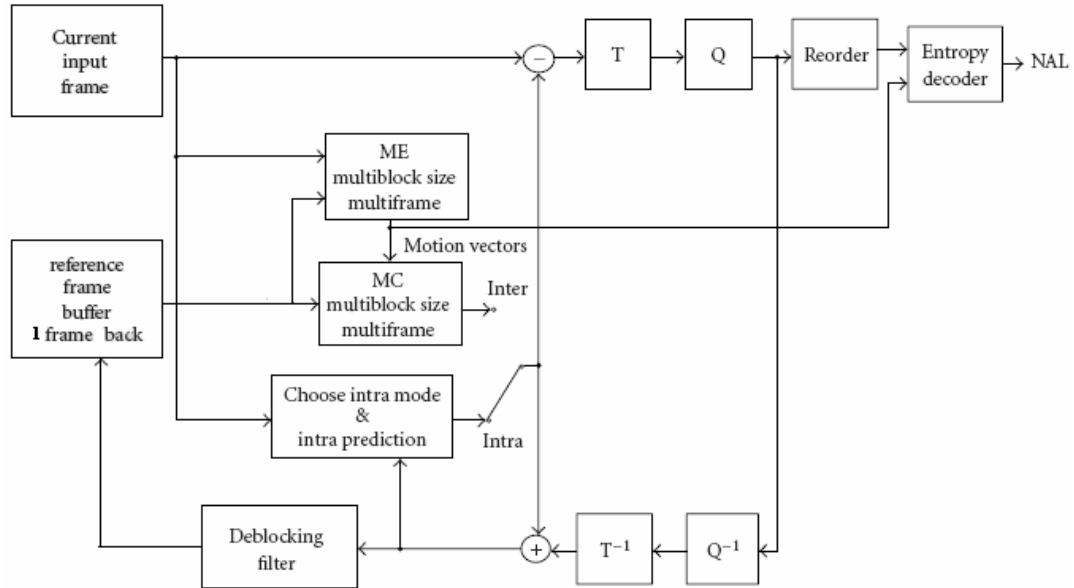 Current
input
frame
−
T
Q
Reorder
Entropy
decoder
NAL
ME
multiblock size
multiframe
Motion vectors
reference
frame
buffer
1 frame back
MC
multiblock size
multiframe
Inter
Choose intra mode
&
intra prediction
Intra
Deblocking
filter
+
T⁻¹
Q⁻¹